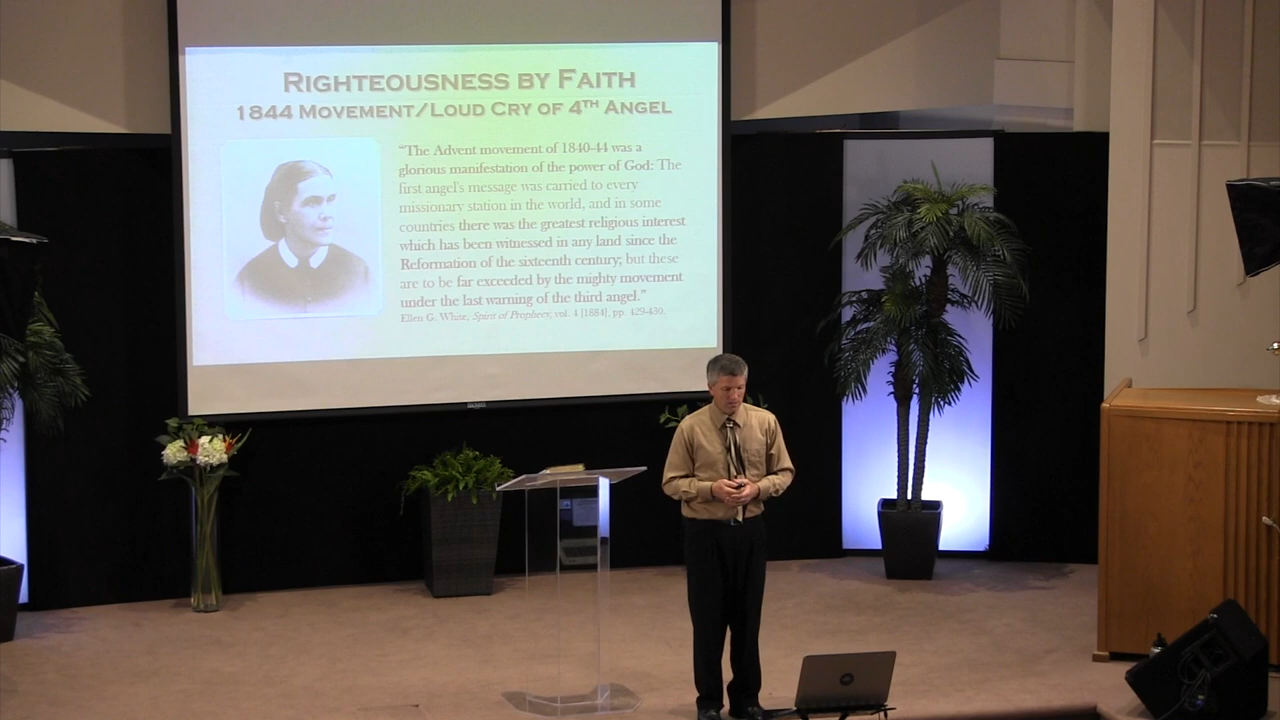 RIGHTEOUSNESS BY FAITH
1844 MOVEMENT/LOUD CRY OF 4TH ANGEL
"The Advent movement of 1840-44 was a
glorious manifestation of the power of God: The
first angel's message was carried to every
missionary station in the world, and in some
countries there was the greatest religious interest
which has been witnessed in any land since the
Reformation of the sixteenth century; but these
are to be far exceeded by the mighty movement
under the last warning of the third angel."
Ellen G. White, Spirit of Prophecy, vol. 4 [1884], pp. 429-430.